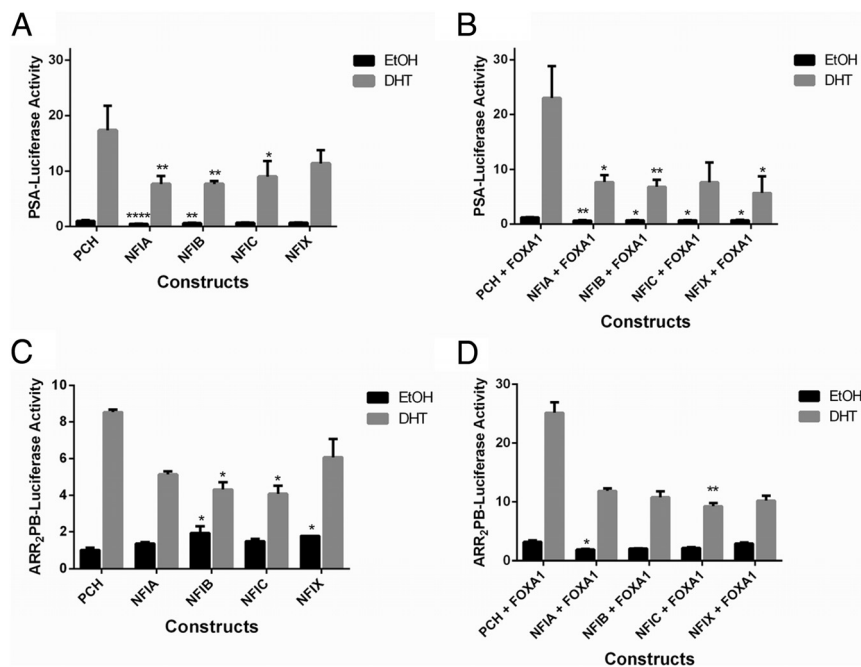 A
PSA-Luciferase Activity
30
20
10
0
EtOH
DHT
****
**
**
**
*
PCH
NFIA
NFIB
NFIC
NFIX
Constructs
B
PSA-Luciferase Activity
30
20
10
0
EtOH
DHT
**
*
*
**
*
*
*
PCH + FOXA1
NFIA + FOXA1
NFIB + FOXA1
NFIC + FOXA1
NFIX + FOXA1
Constructs
C
ARR₂PB-Luciferase Activity
10
8
6
4
2
0
EtOH
DHT
*
*
*
*
PCH
NFIA
NFIB
NFIC
NFIX
Constructs
D
ARR₂PB-Luciferase Activity
30
20
10
0
EtOH
DHT
*
**
PCH + FOXA1
NFIA + FOXA1
NFIB + FOXA1
NFIC + FOXA1
NFIX + FOXA1
Constructs